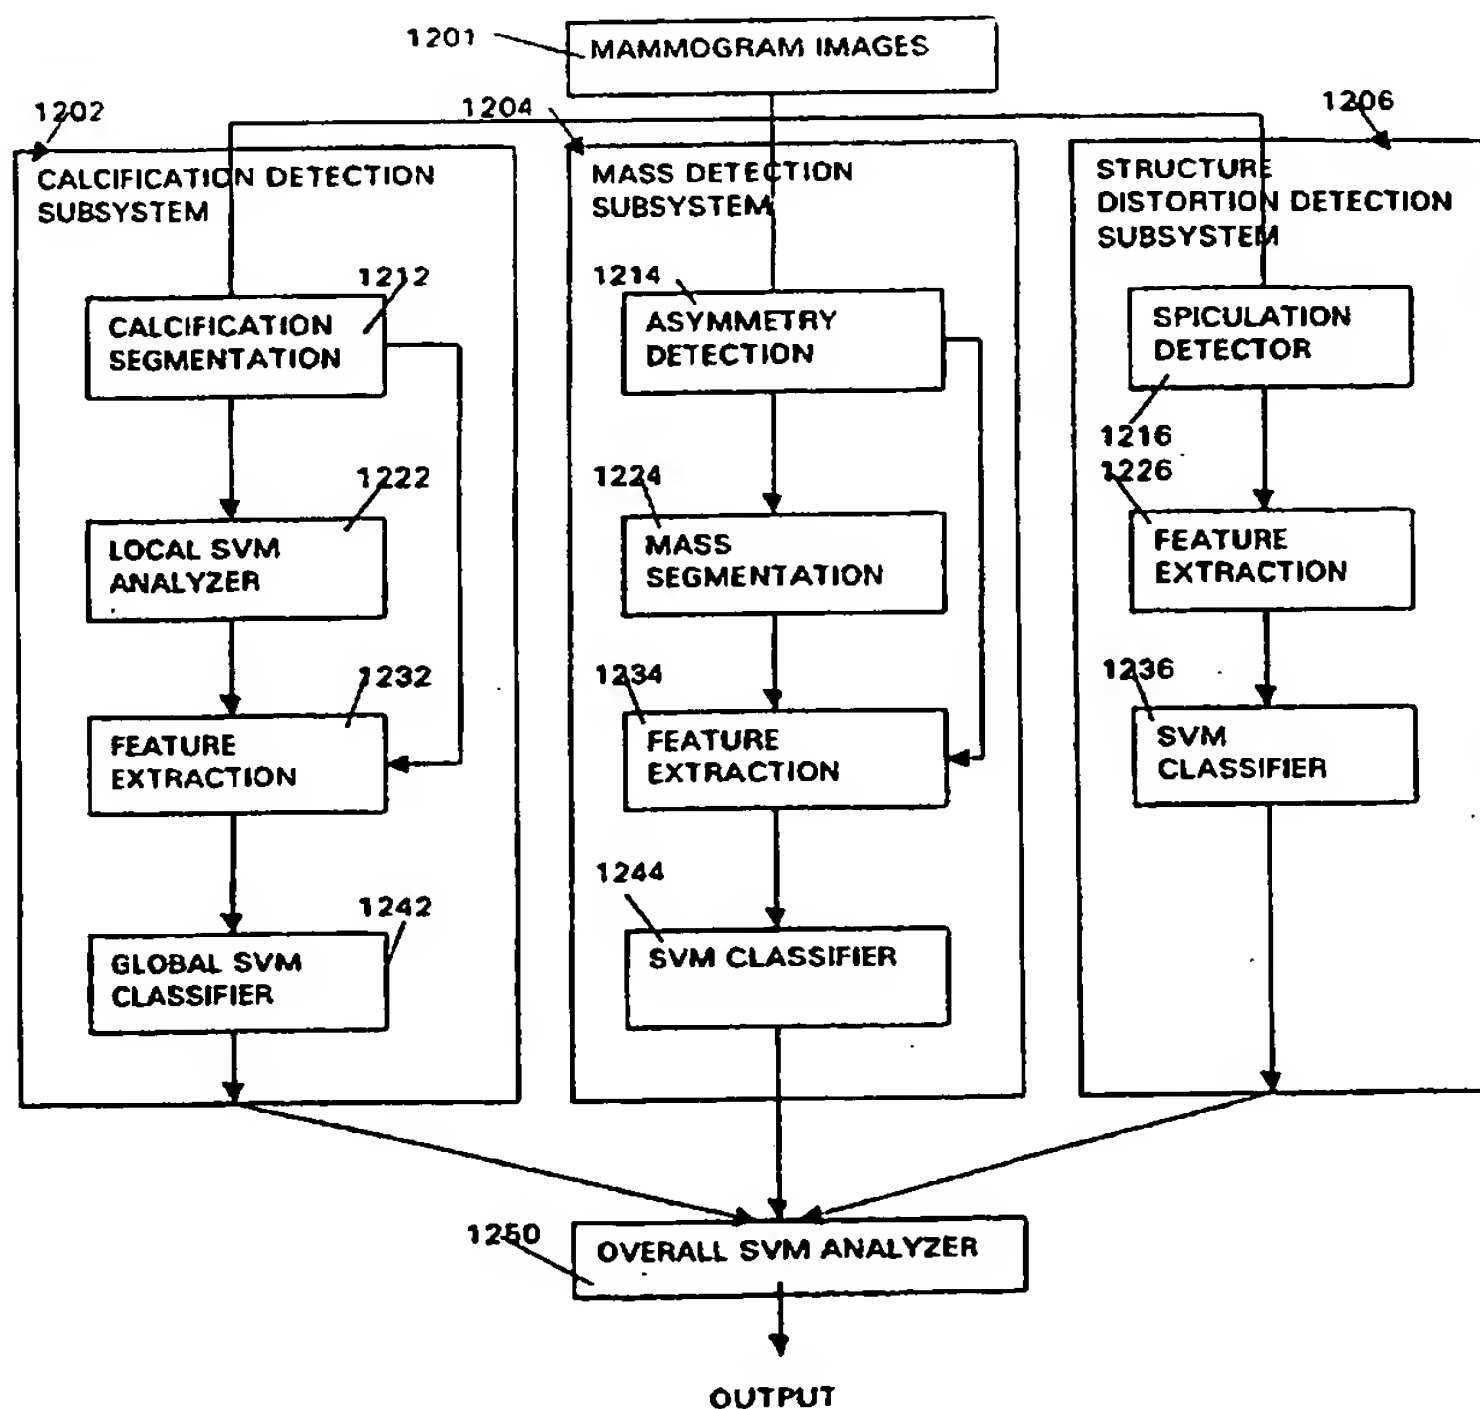 1201
MAMMOGRAM IMAGES
1202
CALCIFICATION DETECTION
SUBSYSTEM
1212
CALCIFICATION
SEGMENTATION
1222
LOCAL SVM
ANALYZER
1232
FEATURE
EXTRACTION
1242
GLOBAL SVM
CLASSIFIER
1204
MASS DETECTION
SUBSYSTEM
1214
ASYMMETRY
DETECTION
1224
MASS
SEGMENTATION
1234
FEATURE
EXTRACTION
1244
SVM CLASSIFIER
1206
STRUCTURE
DISTORTION DETECTION
SUBSYSTEM
SPICULATION
DETECTOR
1216
1226
FEATURE
EXTRACTION
1236
SVM
CLASSIFIER
1250
OVERALL SVM ANALYZER
OUTPUT